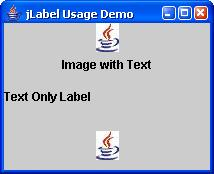 jLabel Usage Demo
Image with Text
Text Only Label